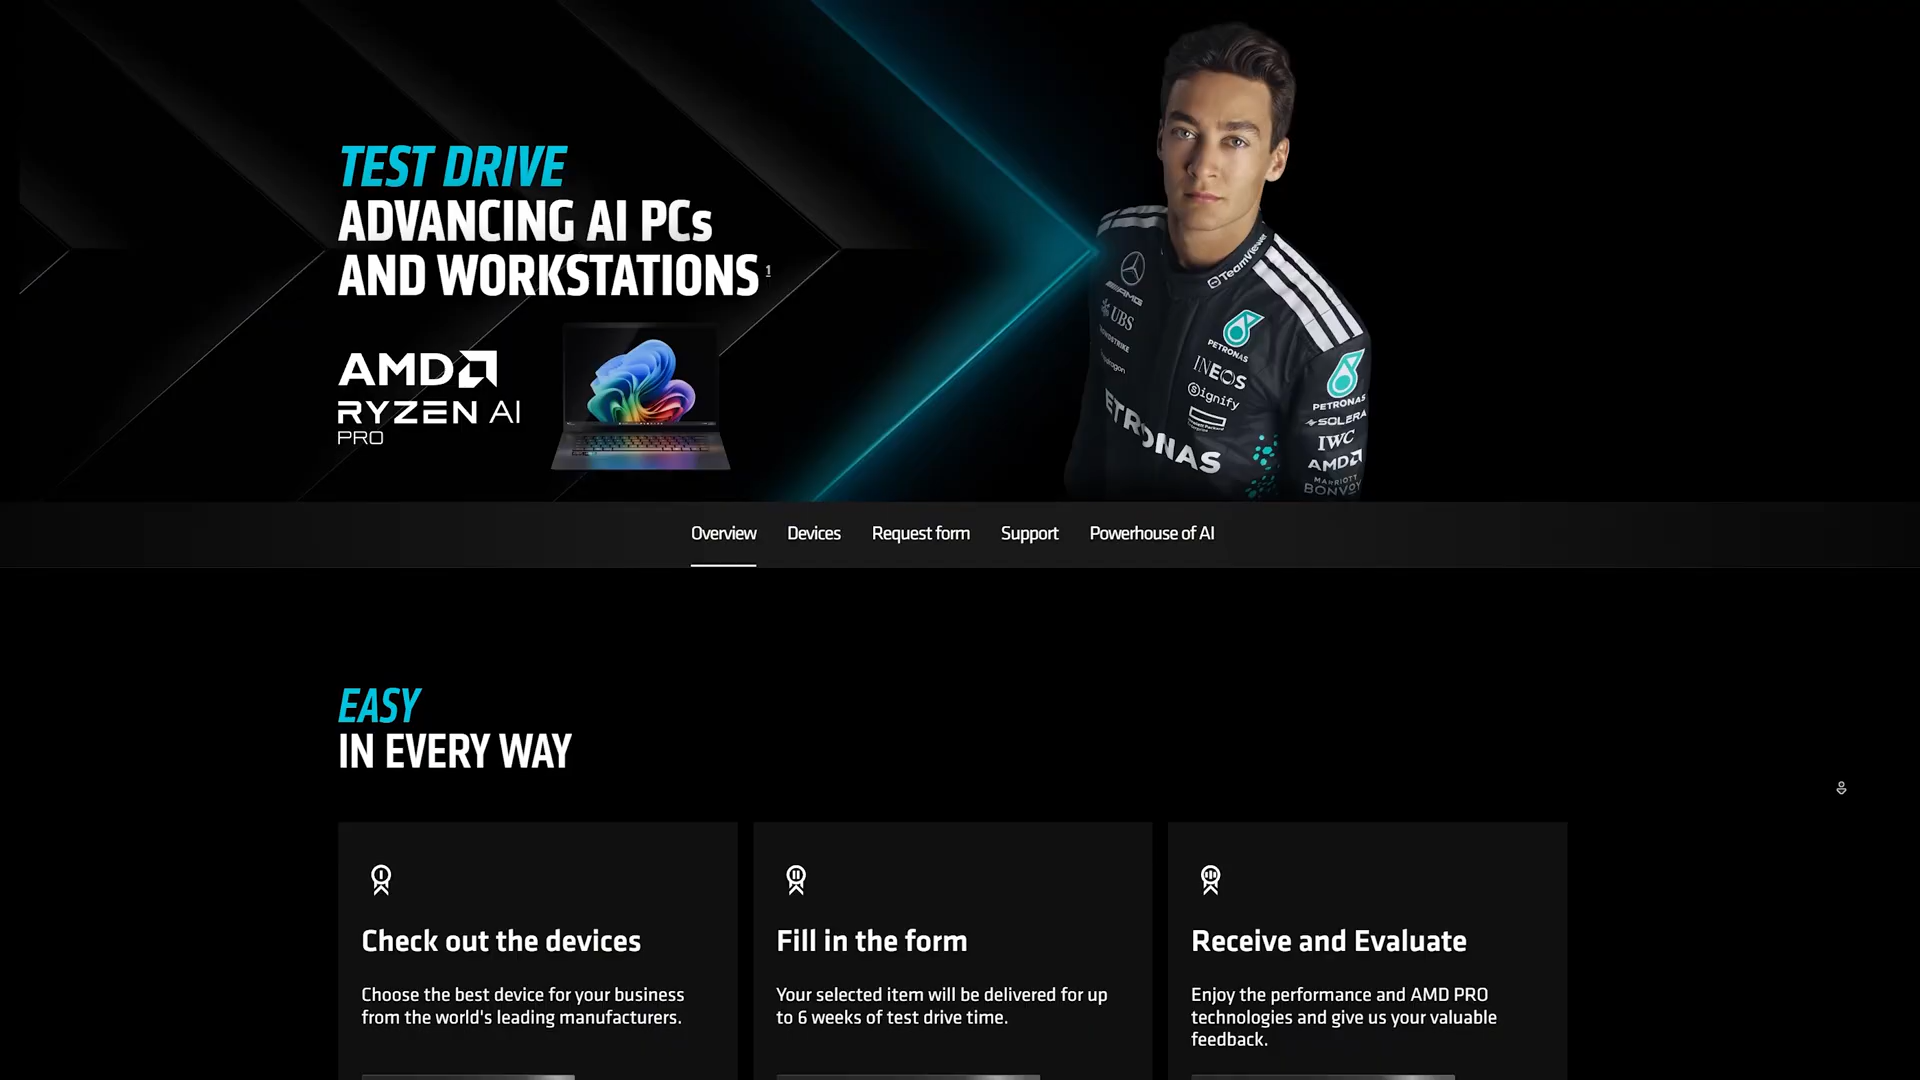 TEST DRIVE
ADVANCING AI PCs
AND WORKSTATIONS 1
AMD
RYZEN AI
PRO
AMG
UBS
TeamViewer
PETRONAS
INEOS
Signify
PETRONAS
SOLERA
IWC
AMD
MARRIOTT
BONVOY
ETRONAS
Overview
Devices
Request form
Support
Powerhouse of AI
EASY
IN EVERY WAY
Check out the devices
Choose the best device for your business
from the world's leading manufacturers.
Fill in the form
Your selected item will be delivered for up
to 6 weeks of test drive time.
Receive and Evaluate
Enjoy the performance and AMD PRO
technologies and give us your valuable
feedback.